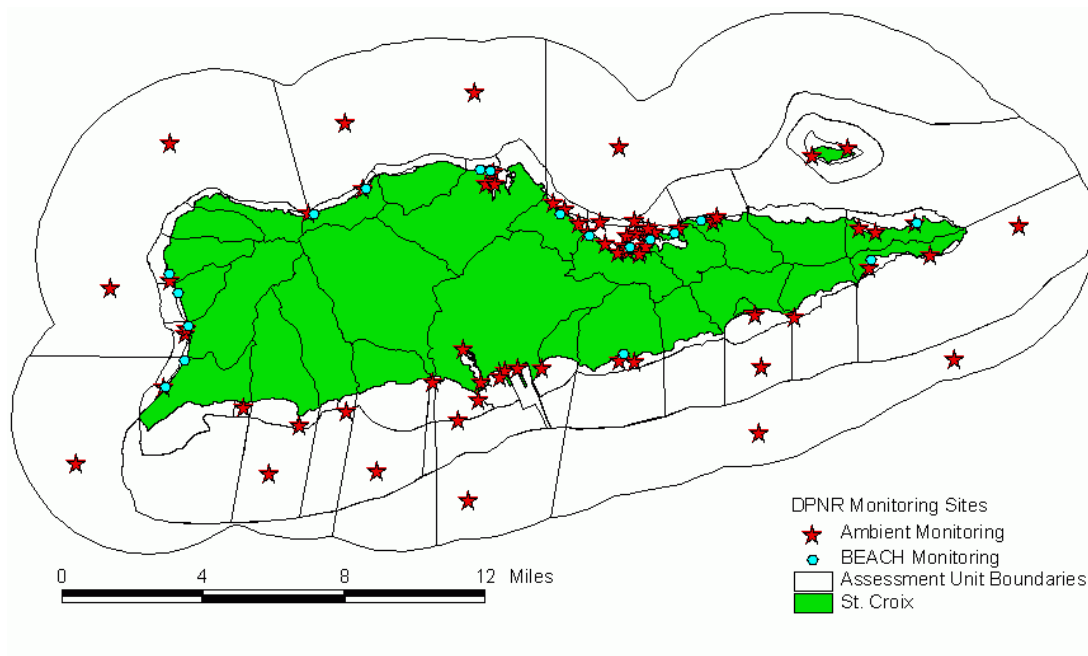 DPNR Monitoring Sites
Ambient Monitoring
BEACH Monitoring
Assessment Unit Boundaries
St. Croix
0 4 8 12 Miles